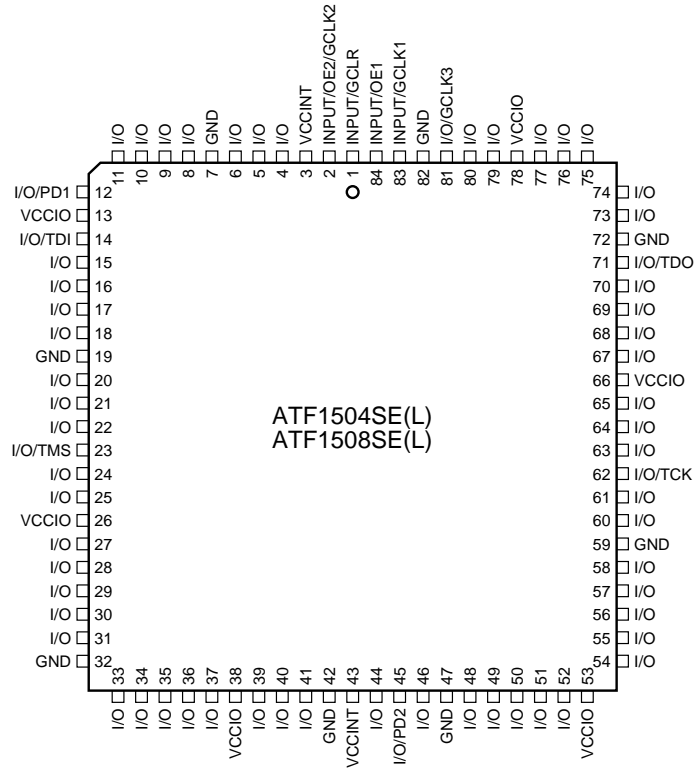 I/O
I/O
I/O
I/O
GND
I/O
I/O
I/O
VCCINT
INPUT/OE2/GCLK2
INPUT/GCLR
INPUT/OE1
INPUT/GCLK1
GND
I/O/GCLK3
I/O
I/O
VCCIO
I/O
I/O
I/O
11
10
9
8
7
6
5
4
3
2
1
84
83
82
81
80
79
78
77
76
75
I/O/PD1 12
VCCIO 13
I/O/TDI 14
I/O 15
I/O 16
I/O 17
I/O 18
GND 19
I/O 20
I/O 21
I/O 22
I/O/TMS 23
I/O 24
I/O 25
VCCIO 26
I/O 27
I/O 28
I/O 29
I/O 30
I/O 31
GND 32
ATF1504SE(L)
ATF1508SE(L)
74 I/O
73 I/O
72 GND
71 I/O/TDO
70 I/O
69 I/O
68 I/O
67 I/O
66 VCCIO
65 I/O
64 I/O
63 I/O
62 I/O/TCK
61 I/O
60 I/O
59 GND
58 I/O
57 I/O
56 I/O
55 I/O
54 I/O
33
34
35
36
37
38
39
40
41
42
43
44
45
46
47
48
49
50
51
52
53
I/O
I/O
I/O
I/O
I/O
VCCIO
I/O
I/O
I/O
GND
VCCINT
I/O
I/O/PD2
I/O
GND
I/O
I/O
I/O
I/O
I/O
VCCIO